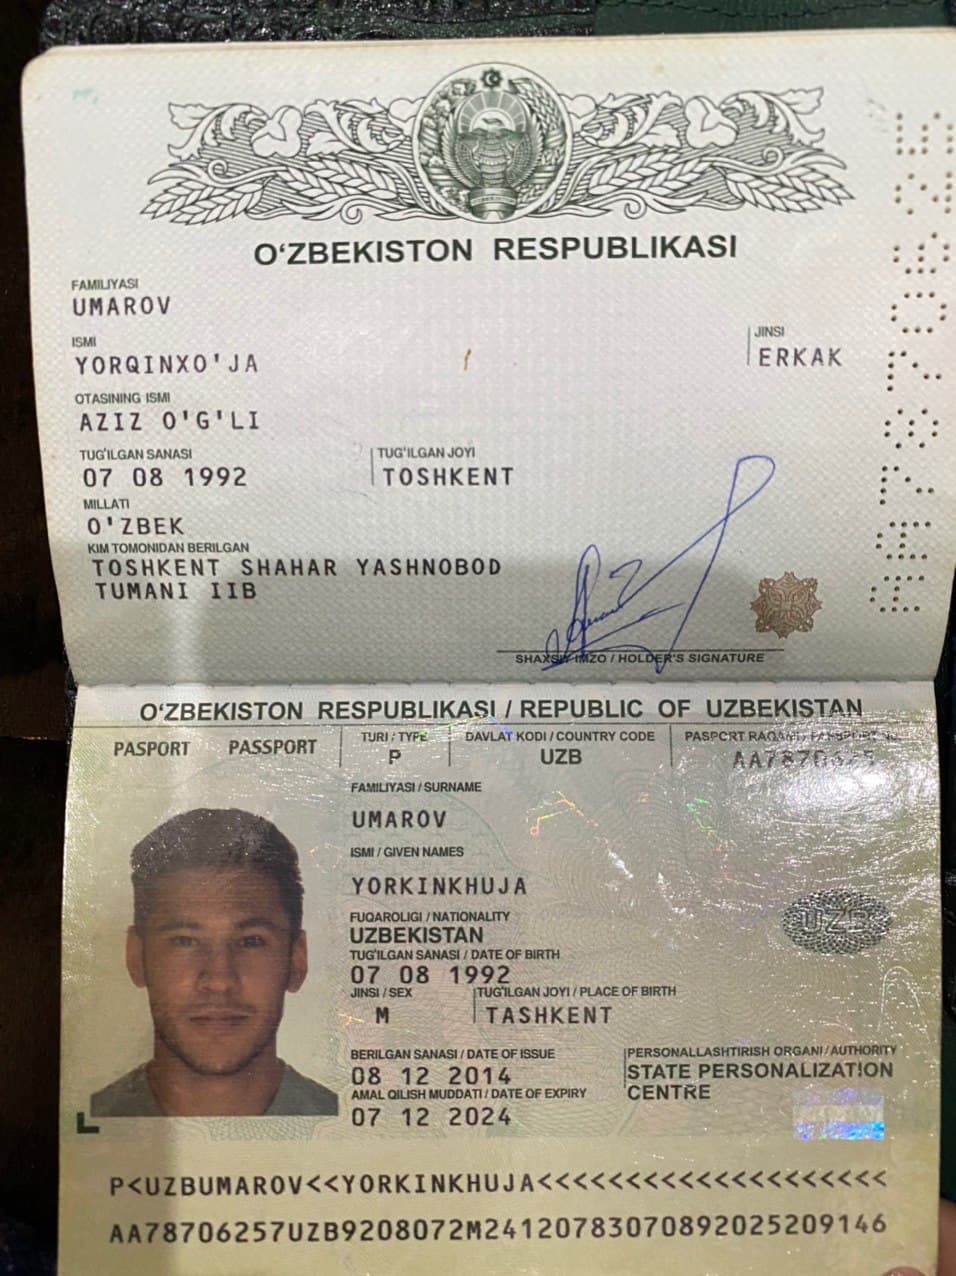 O‘ZBEKISTON RESPUBLIKASI
FAMILIYASI
UMAROV
ISMI
YORQINXO'JA
JINSI
ERKAK
OTASINING ISMI
AZIZ O'G'LI
TUG‘ILGAN SANASI
07 08 1992
TUG‘ILGAN JOYI
TOSHKENT
MILLATI
O'ZBEK
KIM TOMONIDAN BERILGAN
TOSHKENT SHAHAR YASHNOBOD
TUMANI IIB
SHAXSIY IMZO / HOLDER'S SIGNATURE
O‘ZBEKISTON RESPUBLIKASI / REPUBLIC OF UZBEKISTAN
PASPORT PASSPORT
TURI / TYPE
P
DAVLAT KODI / COUNTRY CODE
UZB
PASPORT RAQAMI / PASSPORT No.
AA7870625
FAMILIYASI / SURNAME
UMAROV
ISMI / GIVEN NAMES
YORKINKHUJA
FUQAROLIGI / NATIONALITY
UZBEKISTAN
UZB
TUG‘ILGAN SANASI / DATE OF BIRTH
07 08 1992
JINSI / SEX
M
TUG‘ILGAN JOYI / PLACE OF BIRTH
TASHKENT
BERILGAN SANASI / DATE OF ISSUE
08 12 2014
PERSONALLASHTIRISH ORGANI / AUTHORITY
STATE PERSONALIZATION
CENTRE
AMAL QILISH MUDDATI / DATE OF EXPIRY
07 12 2024
P<UZBUMAROV<<YORKINKHUJA<<<<<<<<<<<<<<<<<<<<
AA78706257UZB9208072M24120783070892025209146